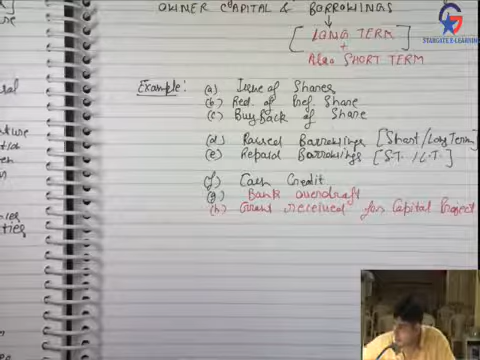 OWNER CAPITAL & BORROWINGS
[LONG TERM]
+
Also SHORT TERM
STARGATE E-LEARNING
Example: (a) Issue of Shares
(b) Red. of Pref. Share
(c) Buy Back of Share
(d) Raised Borrowings [Short/Long Term]
(e) Repaid Borrowings [S.T. / L.T.]
(f) Cash Credit
(g) Bank overdraft
(h) Grant received for Capital Project